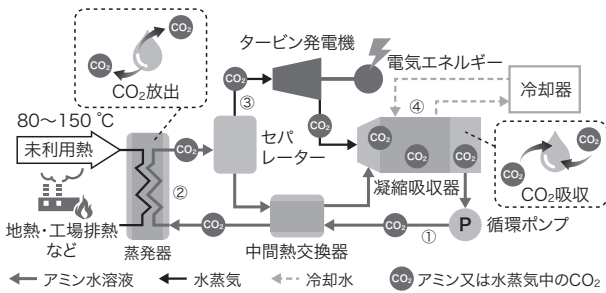 CO₂
CO₂
CO₂放出
タービン発電機
CO₂
電気エネルギー
冷却器
80〜150 ℃
未利用熱
地熱・工場排熱
など
蒸発器
②
CO₂
③
セパ
レーター
CO₂
④
CO₂
CO₂
CO₂
凝縮吸収器
CO₂
CO₂
CO₂吸収
CO₂
中間熱交換器
CO₂
①
P
循環ポンプ
アミン水溶液
水蒸気
冷却水
CO₂
アミン又は水蒸気中のCO₂